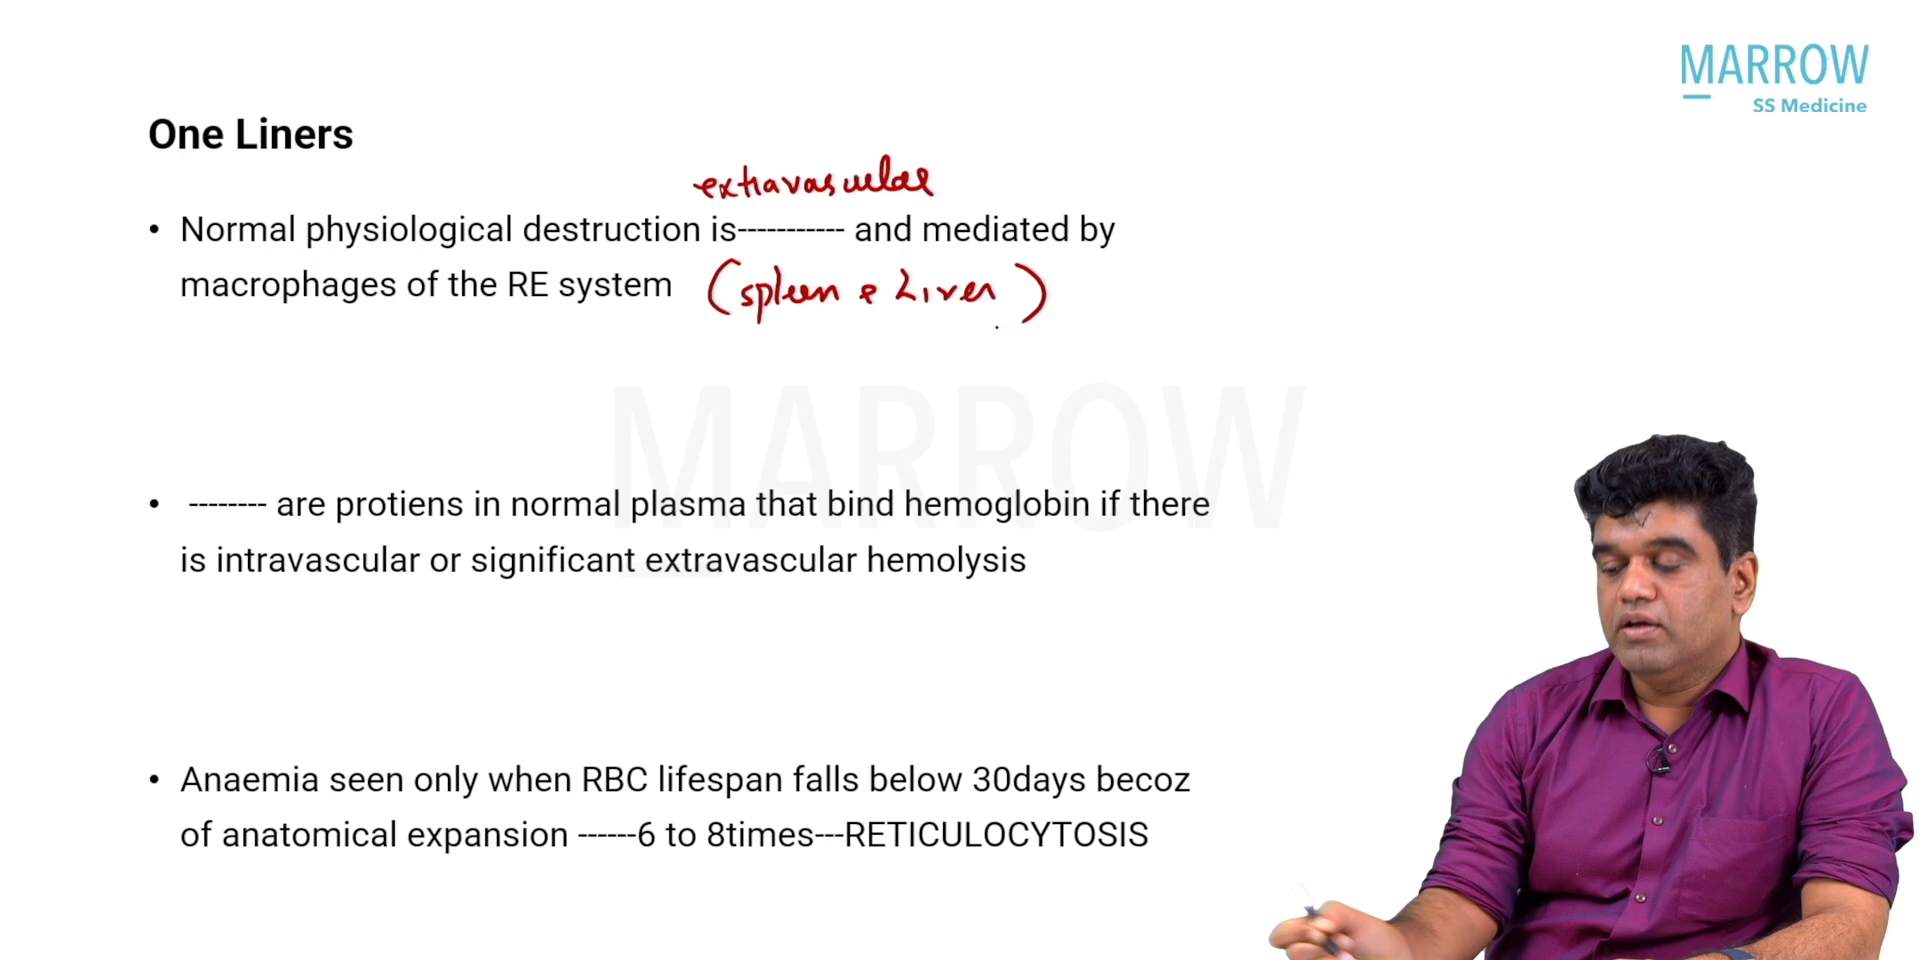 MARROW
SS Medicine
One Liners
extravascular
• Normal physiological destruction is----------- and mediated by
macrophages of the RE system (spleen & Liver)
MARROW
• -------- are protiens in normal plasma that bind hemoglobin if there
is intravascular or significant extravascular hemolysis
• Anaemia seen only when RBC lifespan falls below 30days becoz
of anatomical expansion ------6 to 8times---RETICULOCYTOSIS